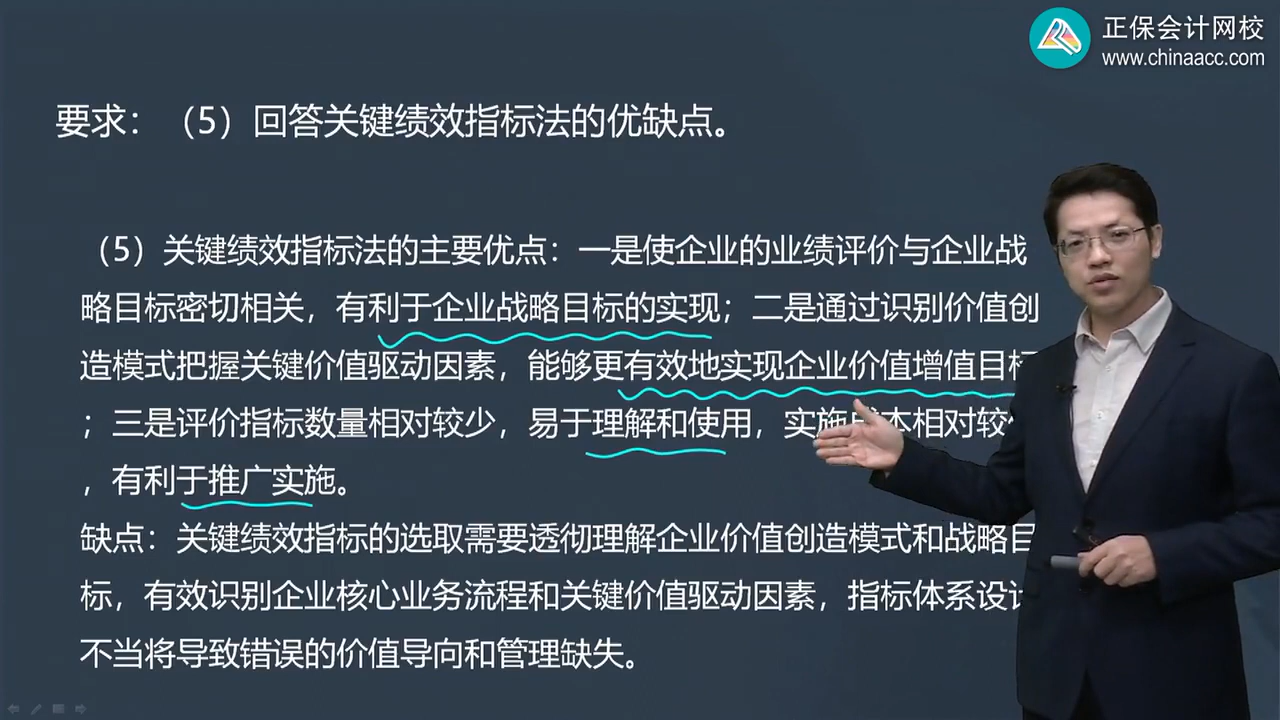 正保会计网校
www.chinaacc.com
要求：（5）回答关键绩效指标法的优缺点。
（5）关键绩效指标法的主要优点：一是使企业的业绩评价与企业战
略目标密切相关，有利于企业战略目标的实现；二是通过识别价值创
造模式把握关键价值驱动因素，能够更有效地实现企业价值增值目标
；三是评价指标数量相对较少，易于理解和使用，实施成本相对较低
，有利于推广实施。
缺点：关键绩效指标的选取需要透彻理解企业价值创造模式和战略目
标，有效识别企业核心业务流程和关键价值驱动因素，指标体系设计
不当将导致错误的价值导向和管理缺失。